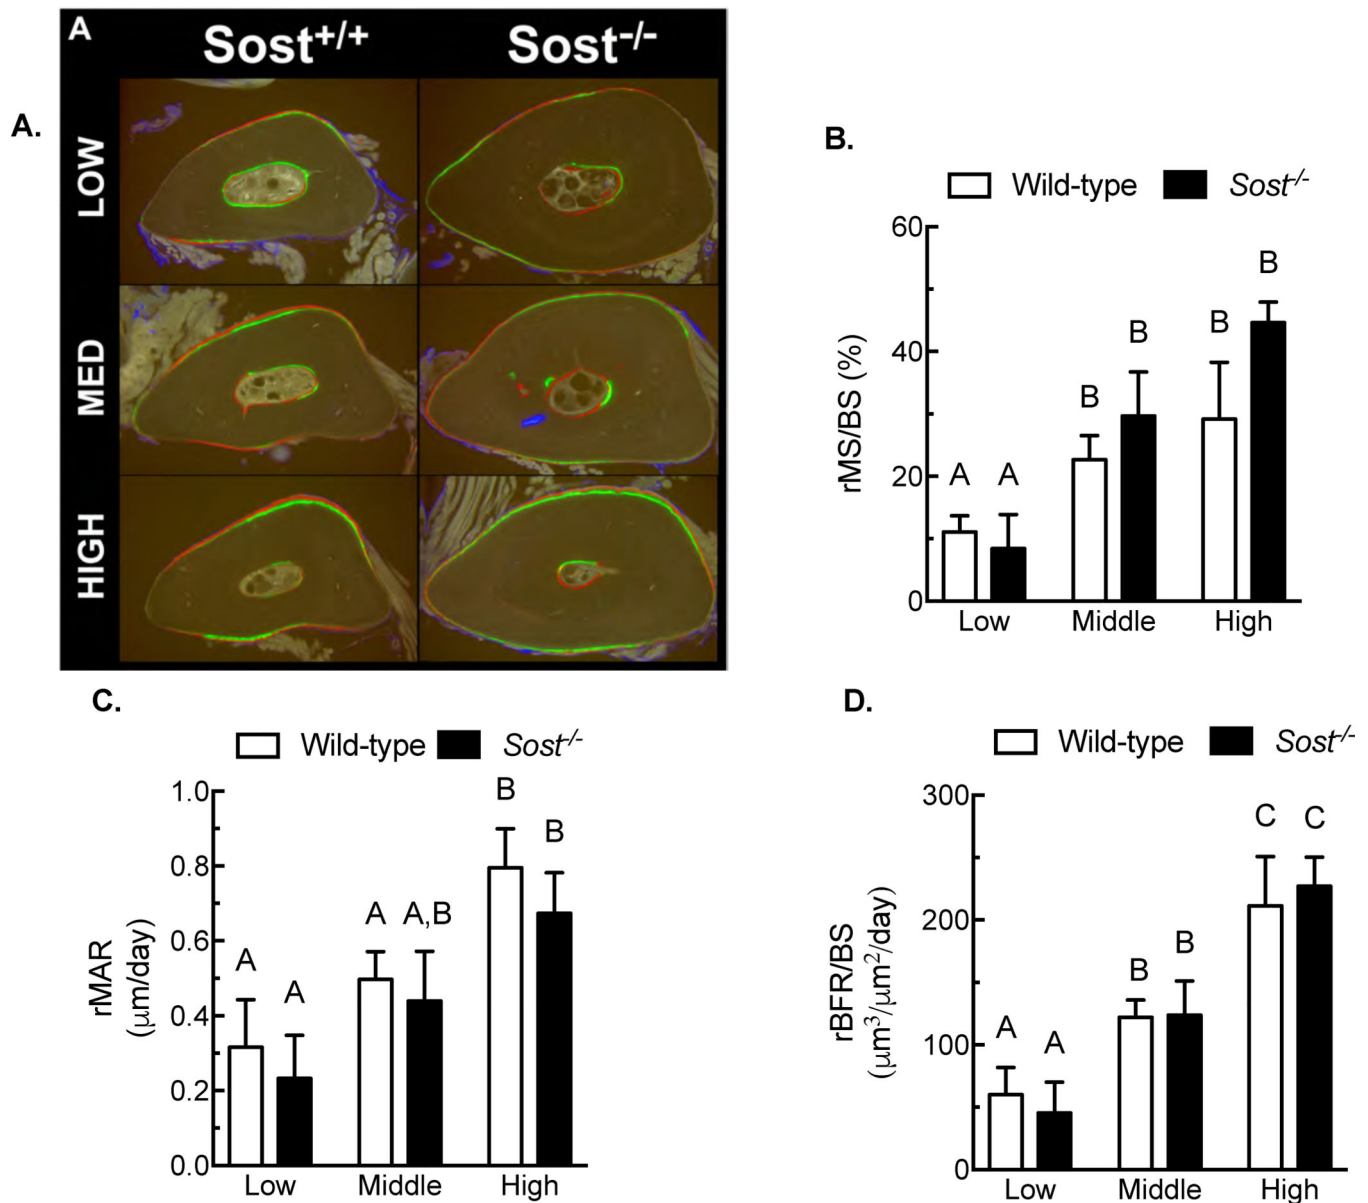 A.
A
Sost+/+ Sost-/-
LOW
MED
HIGH
B.
Wild-type Sost-/-
60
40
20
0
rMS/BS (%)
A A
B B
B B
Low Middle High
C.
Wild-type Sost-/-
1.0
0.8
0.6
0.4
0.2
0.0
rMAR
(μm/day)
A A
A A,B
B B
Low Middle High
D.
Wild-type Sost-/-
300
200
100
0
rBFR/BS
(μm³/μm²/day)
A A
B B
C C
Low Middle High